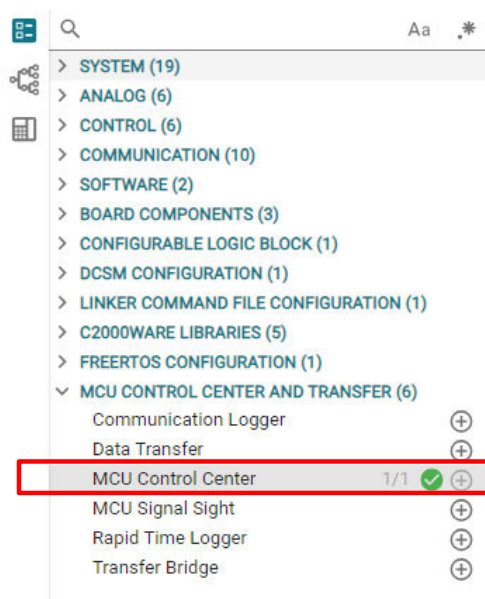 Aa .*
SYSTEM (19)
ANALOG (6)
CONTROL (6)
COMMUNICATION (10)
SOFTWARE (2)
BOARD COMPONENTS (3)
CONFIGURABLE LOGIC BLOCK (1)
DCSM CONFIGURATION (1)
LINKER COMMAND FILE CONFIGURATION (1)
C2000WARE LIBRARIES (5)
FREERTOS CONFIGURATION (1)
MCU CONTROL CENTER AND TRANSFER (6)
Communication Logger
Data Transfer
MCU Control Center 1/1
MCU Signal Sight
Rapid Time Logger
Transfer Bridge